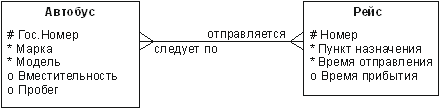 Автобус
# Гос.Номер
* Марка
* Модель
o Вместительность
o Пробег
отправляется
следует по
Рейс
# Номер
* Пункт назначения
* Время отправления
o Время прибытия